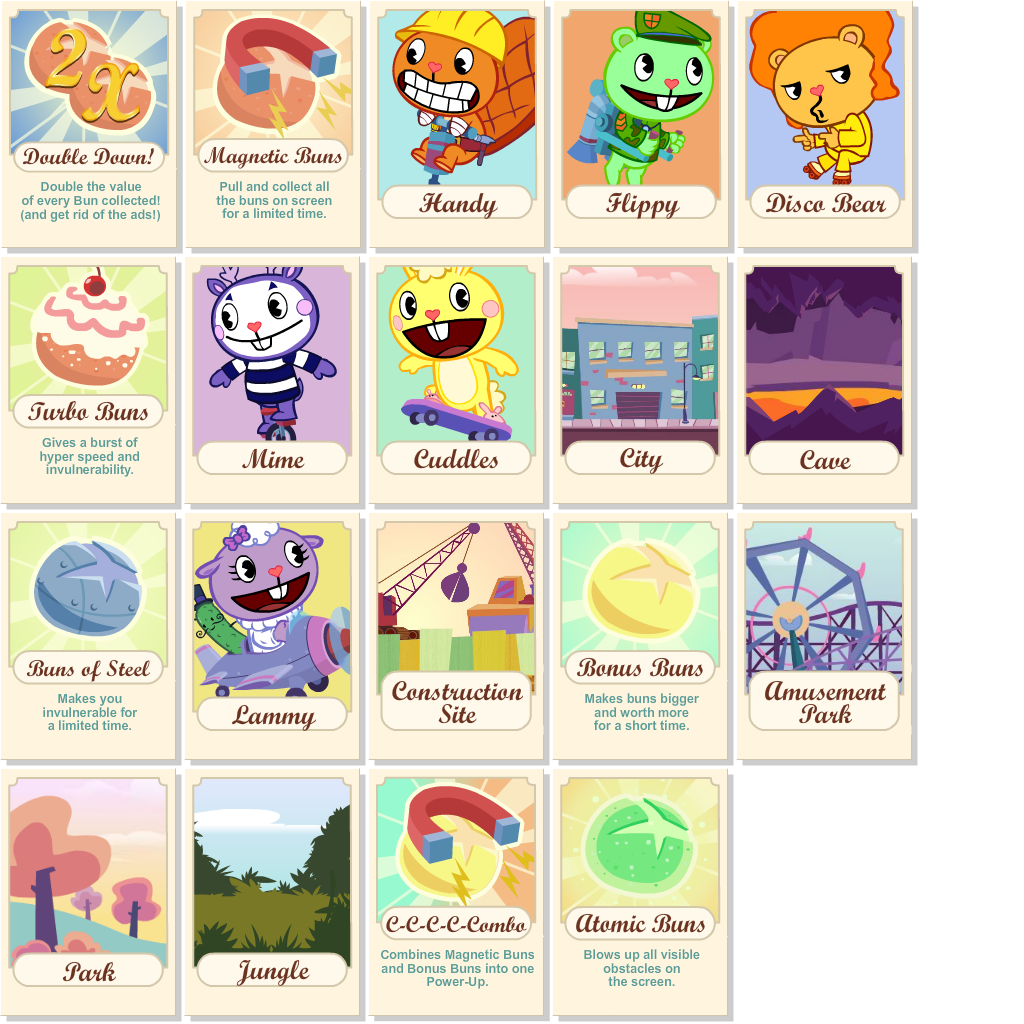 2x
Double Down!
Double the value
of every Bun collected!
(and get rid of the ads!)
Magnetic Buns
Pull and collect all
the buns on screen
for a limited time.
Handy
Flippy
Disco Bear
Turbo Buns
Gives a burst of
hyper speed and
invulnerability.
Mime
Cuddles
City
Cave
Buns of Steel
Makes you
invulnerable for
a limited time.
Lammy
Construction
Site
Bonus Buns
Makes buns bigger
and worth more
for a short time.
Amusement
Park
Park
Jungle
C-C-C-C-Combo
Combines Magnetic Buns
and Bonus Buns into one
Power-Up.
Atomic Buns
Blows up all visible
obstacles on
the screen.